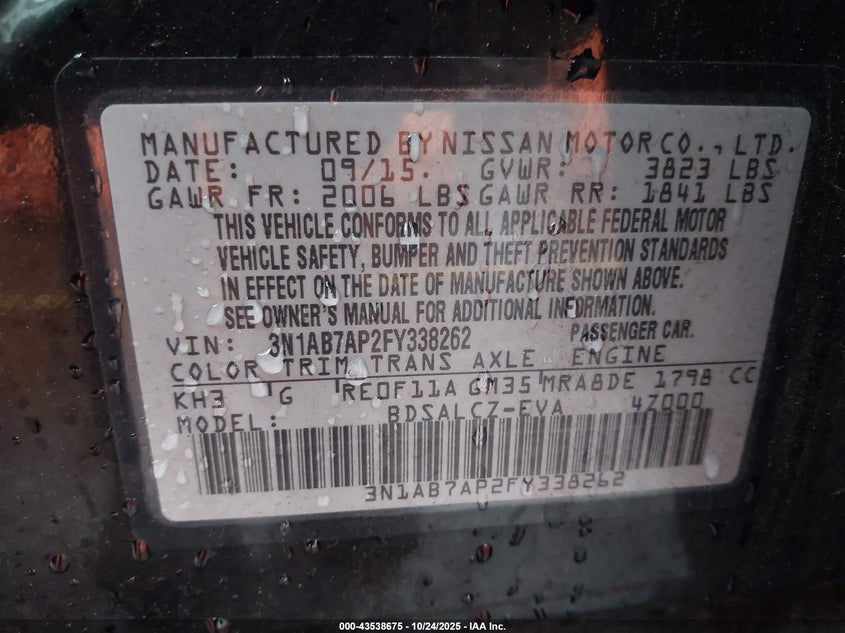 MANUFACTURED BY NISSAN MOTOR CO., LTD.
DATE: 09/15. GVWR: 3823 LBS
GAWR FR: 2006 LBS GAWR RR: 1841 LBS
THIS VEHICLE CONFORMS TO ALL APPLICABLE FEDERAL MOTOR
VEHICLE SAFETY, BUMPER AND THEFT PREVENTION STANDARDS
IN EFFECT ON THE DATE OF MANUFACTURE SHOWN ABOVE.
SEE OWNER'S MANUAL FOR ADDITIONAL INFORMATION.
VIN: 3N1AB7AP2FY338262 PASSENGER CAR.
COLOR TRIM TRANS AXLE ENGINE
KH3 G RE0F11A GM35 MRA8DE 1798 CC
MODEL: BDSALCZ-EVA 4Z000
3N1AB7AP2FY338262
000-43538675 - 10/24/2025 - IAA Inc.